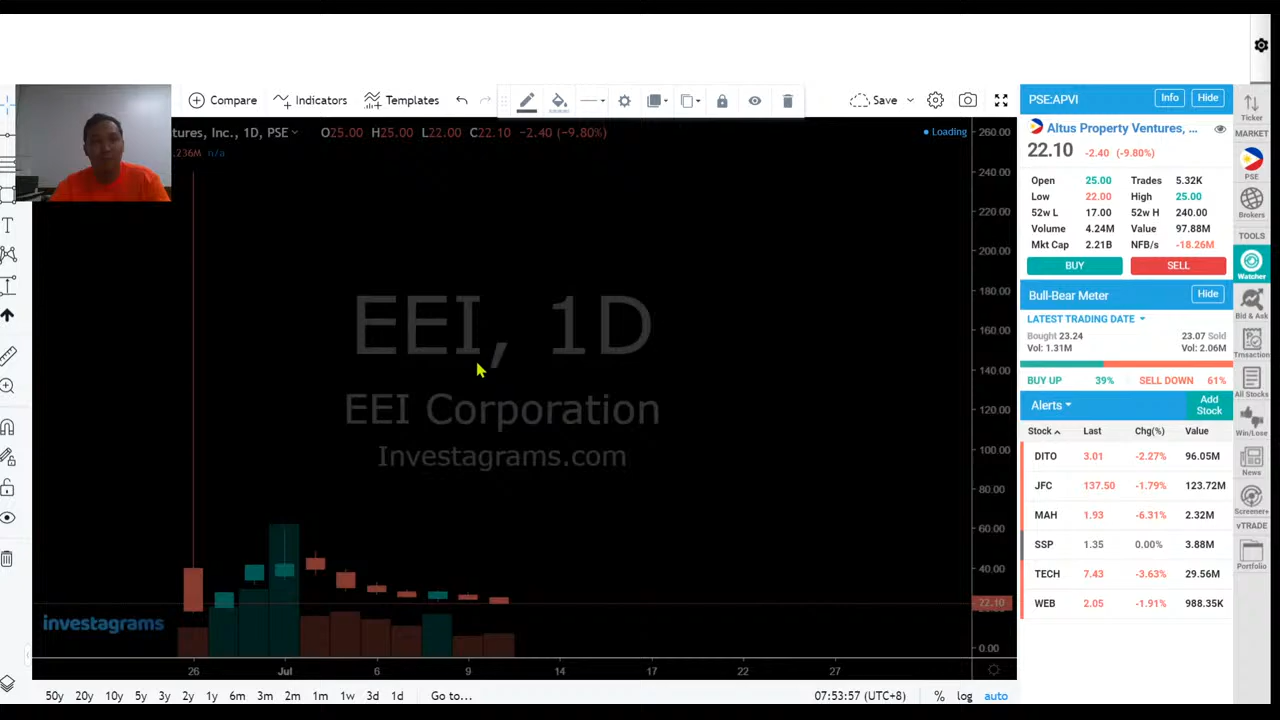 Compare
Indicators
Templates
Save
tures, Inc., 1D, PSE
O25.00 H25.00 L22.00 C22.10 -2.40 (-9.80%)
.236M n/a
Loading
EEI, 1D
EEI Corporation
Investagrams.com
investagrams
260.00
240.00
220.00
200.00
180.00
160.00
140.00
120.00
100.00
80.00
60.00
40.00
22.10
0.00
26 Jul 6 9 14 17 22 27
50y 20y 10y 5y 3y 2y 1y 6m 3m 2m 1m 1w 3d 1d Go to...
07:53:57 (UTC+8) % log auto
PSE:APVI Info Hide
Altus Property Ventures, ...
22.10 -2.40 (-9.80%)
Open 25.00 Trades 5.32K
Low 22.00 High 25.00
52w L 17.00 52w H 240.00
Volume 4.24M Value 97.88M
Mkt Cap 2.21B NFB/s -18.26M
BUY SELL
Bull-Bear Meter Hide
LATEST TRADING DATE
Bought 23.24 23.07 Sold
Vol: 1.31M Vol: 2.06M
BUY UP 39% SELL DOWN 61%
Alerts Add Stock
Stock Last Chg(%) Value
DITO 3.01 -2.27% 96.05M
JFC 137.50 -1.79% 123.72M
MAH 1.93 -6.31% 2.32M
SSP 1.35 0.00% 3.88M
TECH 7.43 -3.63% 29.56M
WEB 2.05 -1.91% 988.35K
Ticker
MARKET
PSE
Brokers
TOOLS
Watcher
Bid & Ask
Trnsaction
All Stocks
Win/Lose
News
Screener+
vTRADE
Portfolio